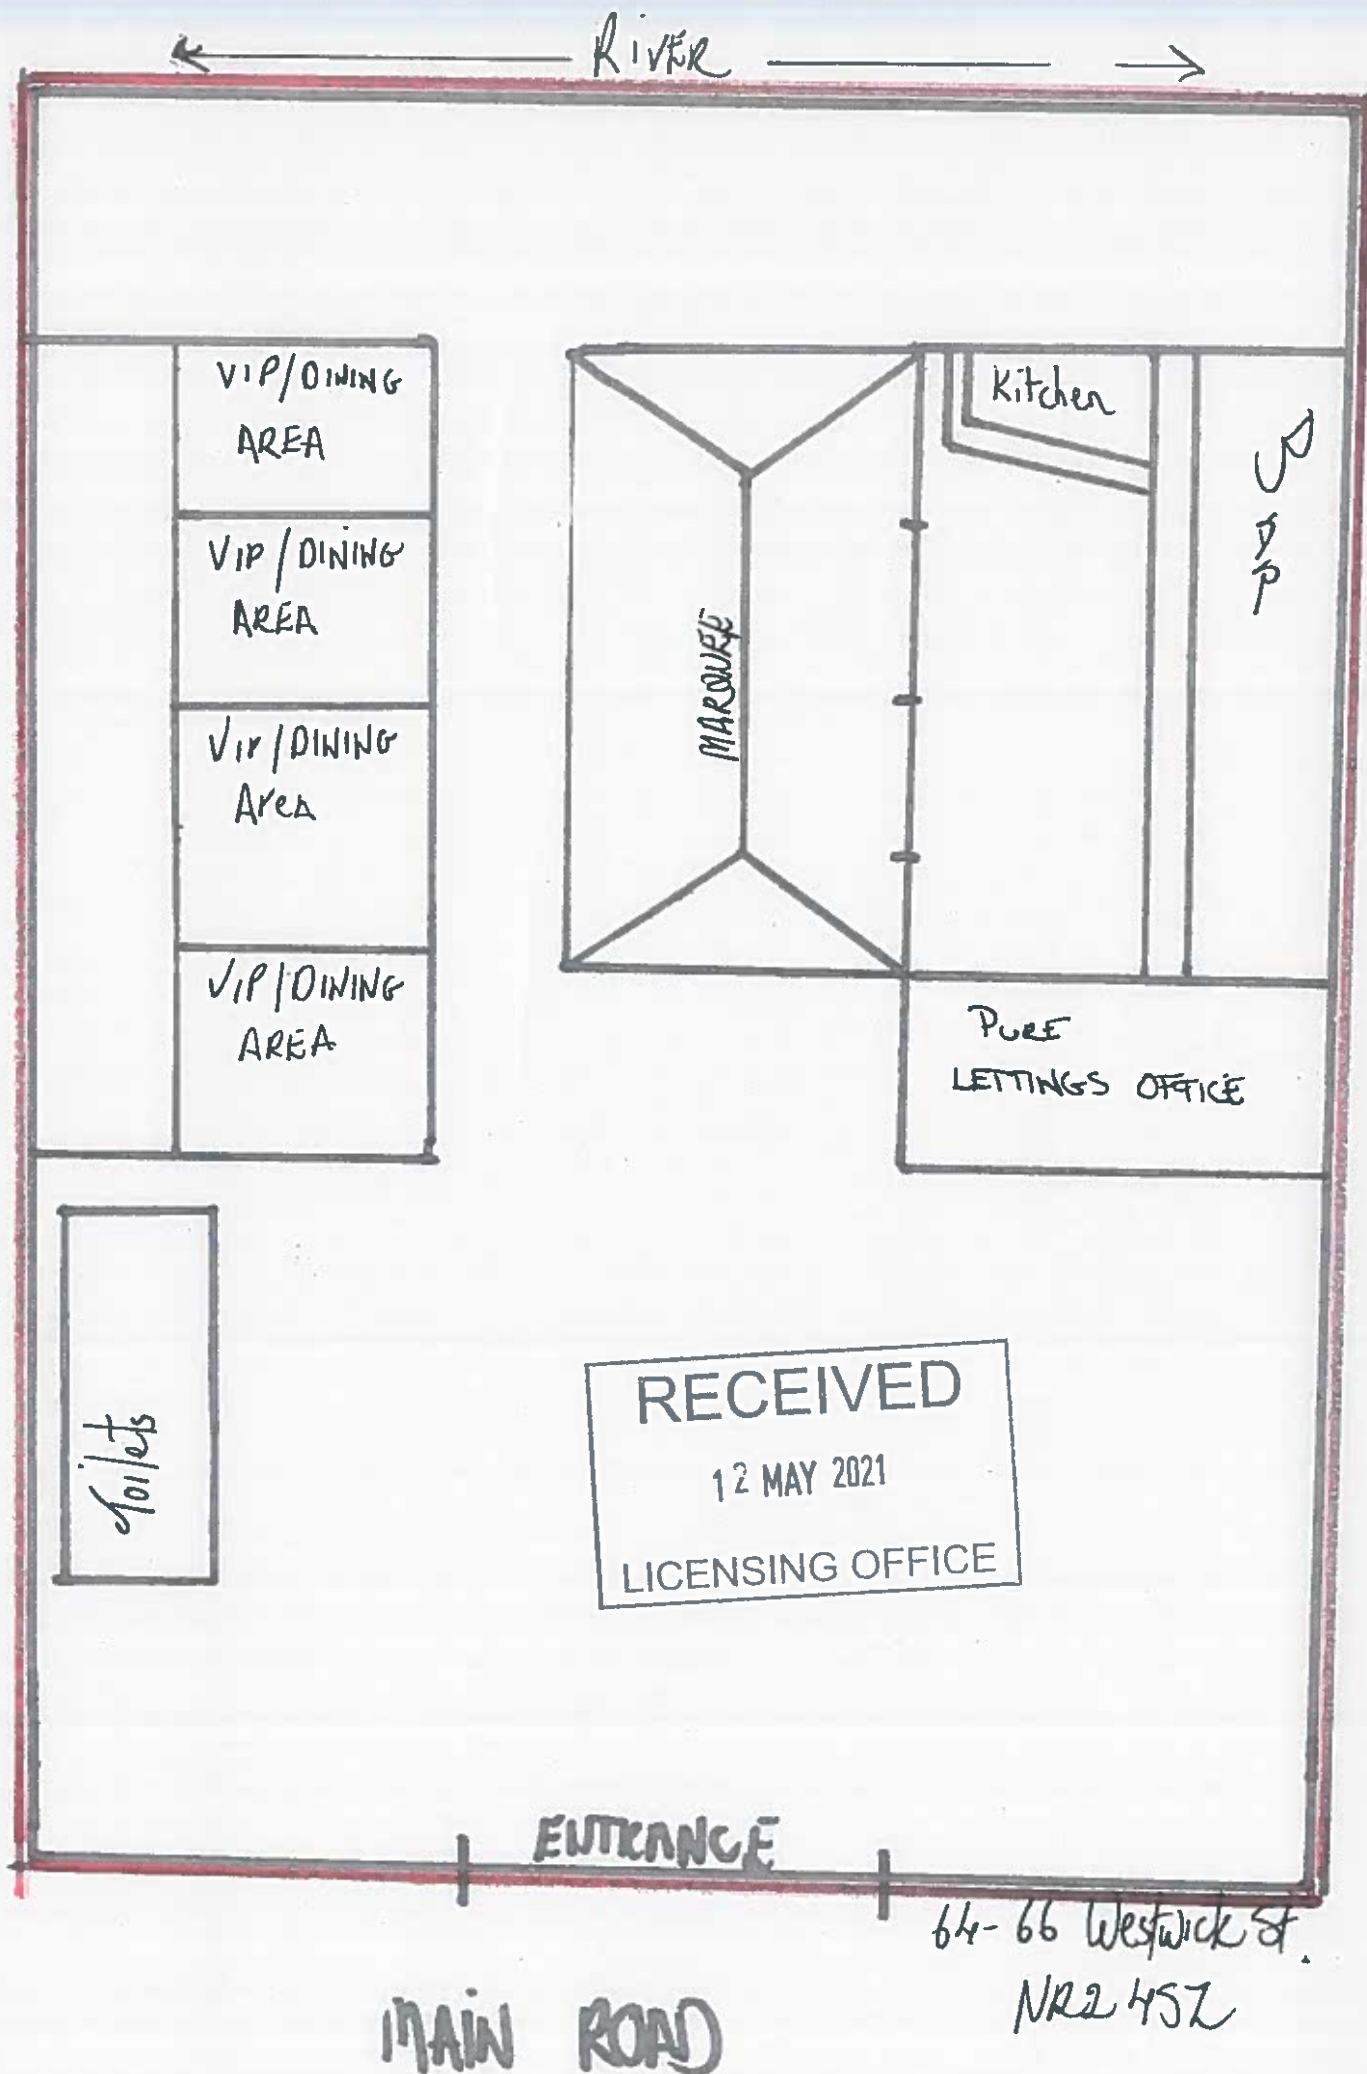 RIVER
VIP/DINING
AREA
VIP/DINING
AREA
VIP/DINING
Area
VIP/DINING
AREA
MARQUEE
Kitchen
PURE
LETTINGS OFFICE
Toilets
RECEIVED
12 MAY 2021
LICENSING OFFICE
ENTRANCE
64-66 Westwick St.
NR2 4SZ
MAIN ROAD